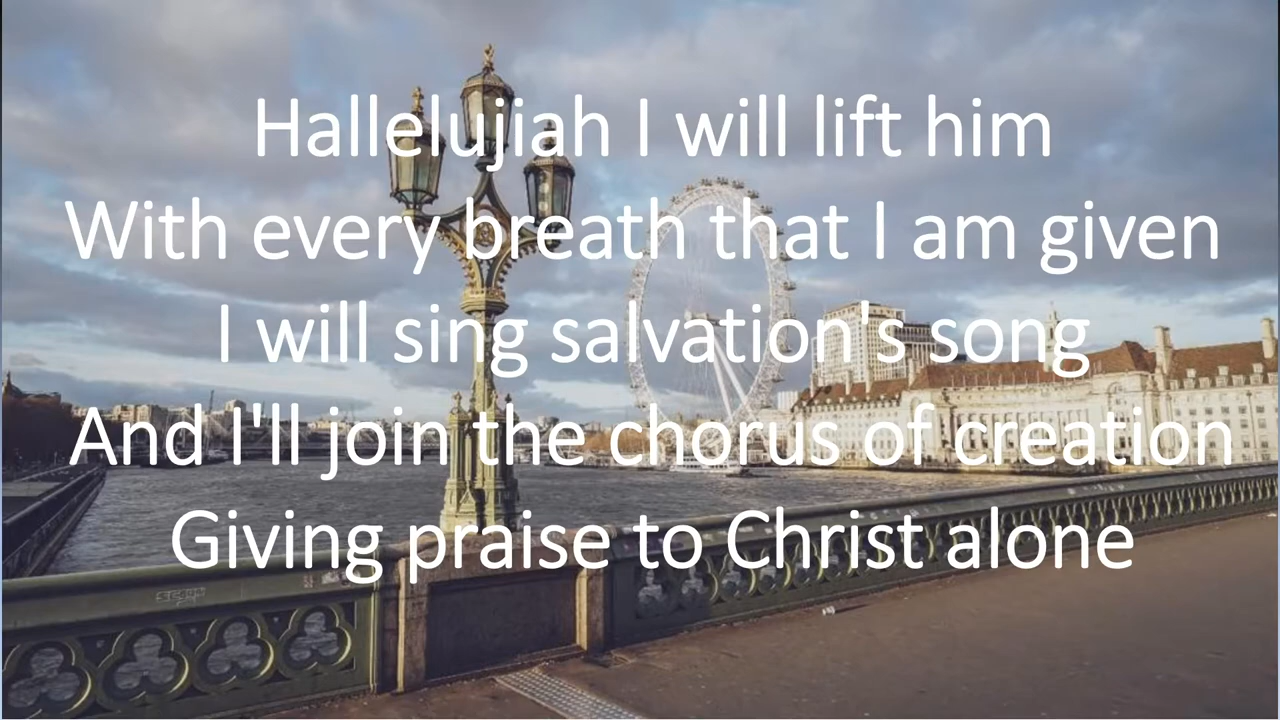 Hallelujiah I will lift him
With every breath that I am given
I will sing salvation's song
And I'll join the chorus of creation
Giving praise to Christ alone